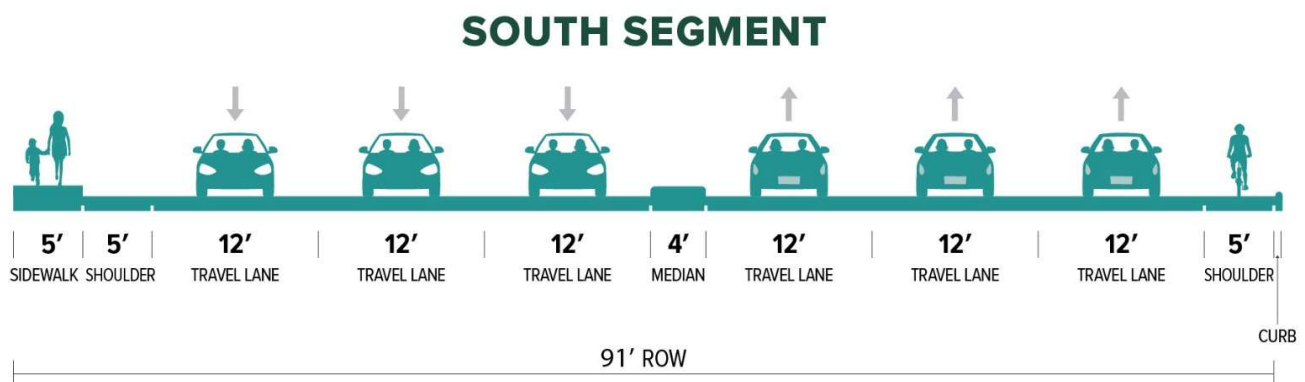 SOUTH SEGMENT
5’ 5’ 12’ 12’ 12’ 4’ 12’ 12’ 12’ 5’
SIDEWALK SHOULDER TRAVEL LANE TRAVEL LANE TRAVEL LANE MEDIAN TRAVEL LANE TRAVEL LANE TRAVEL LANE SHOULDER
CURB
91’ ROW